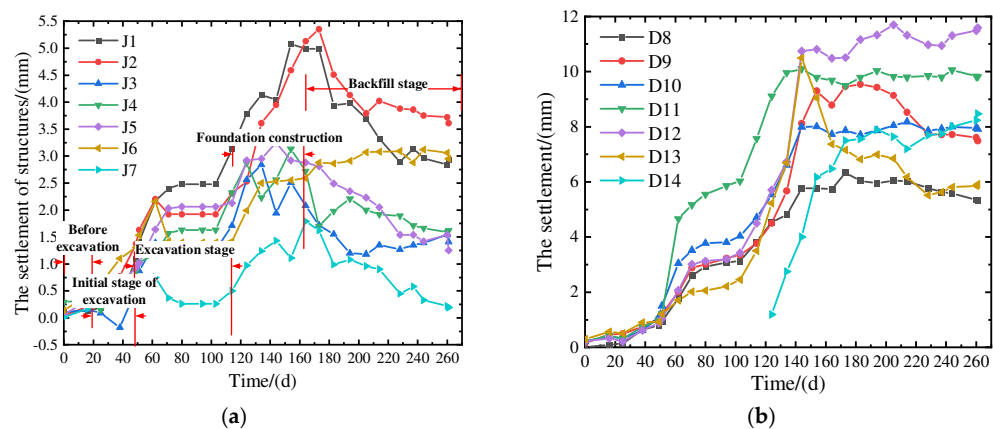 The settlement of structures/(mm)
5.5
5.0
4.5
4.0
3.5
3.0
2.5
2.0
1.5
1.0
0.5
0.0
-0.5
J1
J2
J3
J4
J5
J6
J7
Backfill stage
Foundation construction
Before
excavation
Excavation stage
Initial stage of
excavation
0 20 40 60 80 100 120 140 160 180 200 220 240 260
Time/(d)
(a)
The settlement/(mm)
12
10
8
6
4
2
0
D8
D9
D10
D11
D12
D13
D14
0 20 40 60 80 100 120 140 160 180 200 220 240 260
Time/(d)
(b)